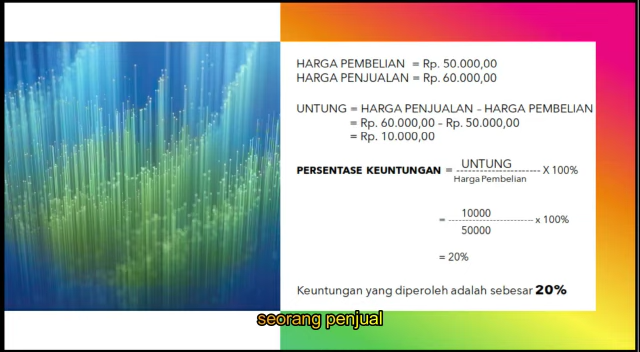 HARGA PEMBELIAN = Rp. 50.000,00
HARGA PENJUALAN = Rp. 60.000,00
UNTUNG = HARGA PENJUALAN – HARGA PEMBELIAN
= Rp. 60.000,00 – Rp. 50.000,00
= Rp. 10.000,00
UNTUNG
PERSENTASE KEUNTUNGAN = ------------------- X 100%
Harga Pembelian
10000
= ------------------- x 100%
50000
= 20%
Keuntungan yang diperoleh adalah sebesar 20%
seorang penjual